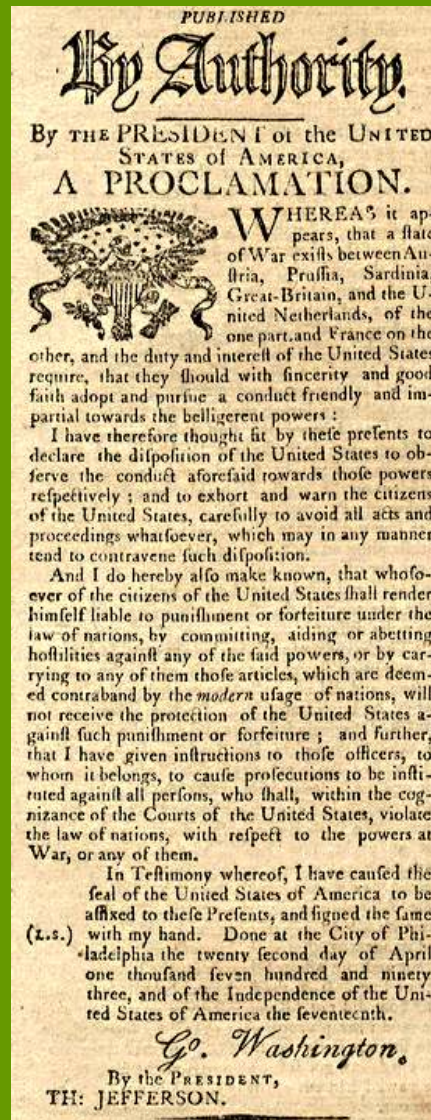 PUBLISHED
By Authority.
By THE PRESIDENT of the UNITED
STATES of AMERICA,
A PROCLAMATION.
WHEREAS it ap-
pears, that a ſtate
of War exiſts between Au-
ſtria, Pruſſia, Sardinia,
Great-Britain, and the U-
nited Netherlands, of the
one part, and France on the
other, and the duty and intereſt of the United States
require, that they ſhould with ſincerity and good
faith adopt and purſue a conduct friendly and im-
partial towards the belligerent powers :
I have therefore thought fit by theſe preſents to
declare the diſpoſition of the United States to ob-
ſerve the conduct aforeſaid towards thoſe powers
reſpectively ; and to exhort and warn the citizens
of the United States, carefully to avoid all acts and
proceedings whatſoever, which may in any manner
tend to contravene ſuch diſpoſition.
And I do hereby alſo make known, that whoſo-
ever of the citizens of the United States ſhall render
himſelf liable to puniſhment or forfeiture under the
law of nations, by committing, aiding or abetting
hoſtilities againſt any of the ſaid powers, or by car-
rying to any of them thoſe articles, which are deem-
ed contraband by the modern uſage of nations, will
not receive the protection of the United States a-
gainſt ſuch puniſhment or forfeiture ; and further,
that I have given inſtructions to thoſe officers, to
whom it belongs, to cauſe proſecutions to be inſti-
tuted againſt all perſons, who ſhall, within the cog-
nizance of the Courts of the United States, violate
the law of nations, with reſpect to the powers at
War, or any of them.
In Teſtimony whereof, I have cauſed the
ſeal of the United States of America to be
affixed to theſe Preſents, and ſigned the ſame
(L.S.) with my hand. Done at the City of Phi-
ladelphia the twenty ſecond day of April
one thouſand ſeven hundred and ninety
three, and of the Independence of the Uni-
ted States of America the ſeventeenth.
Go. Washington.
By the PRESIDENT,
TH: JEFFERSON.